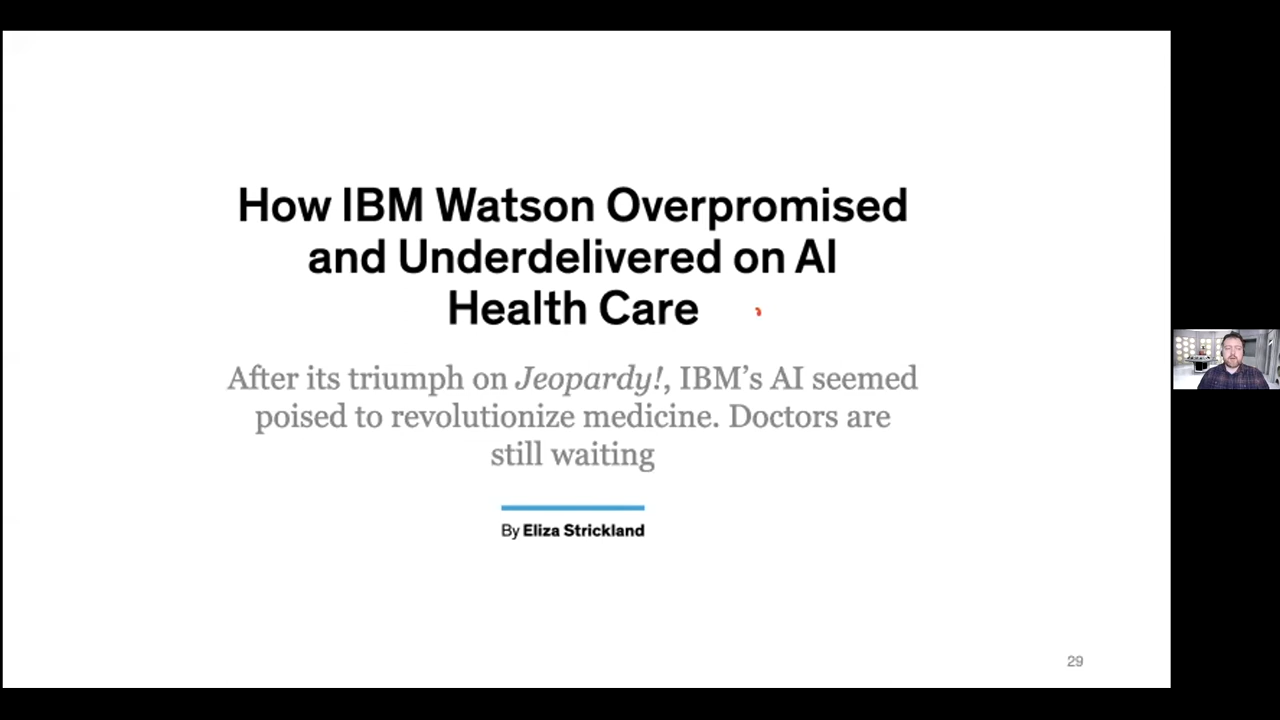 How IBM Watson Overpromised
and Underdelivered on AI
Health Care
After its triumph on Jeopardy!, IBM’s AI seemed
poised to revolutionize medicine. Doctors are
still waiting
By Eliza Strickland
29